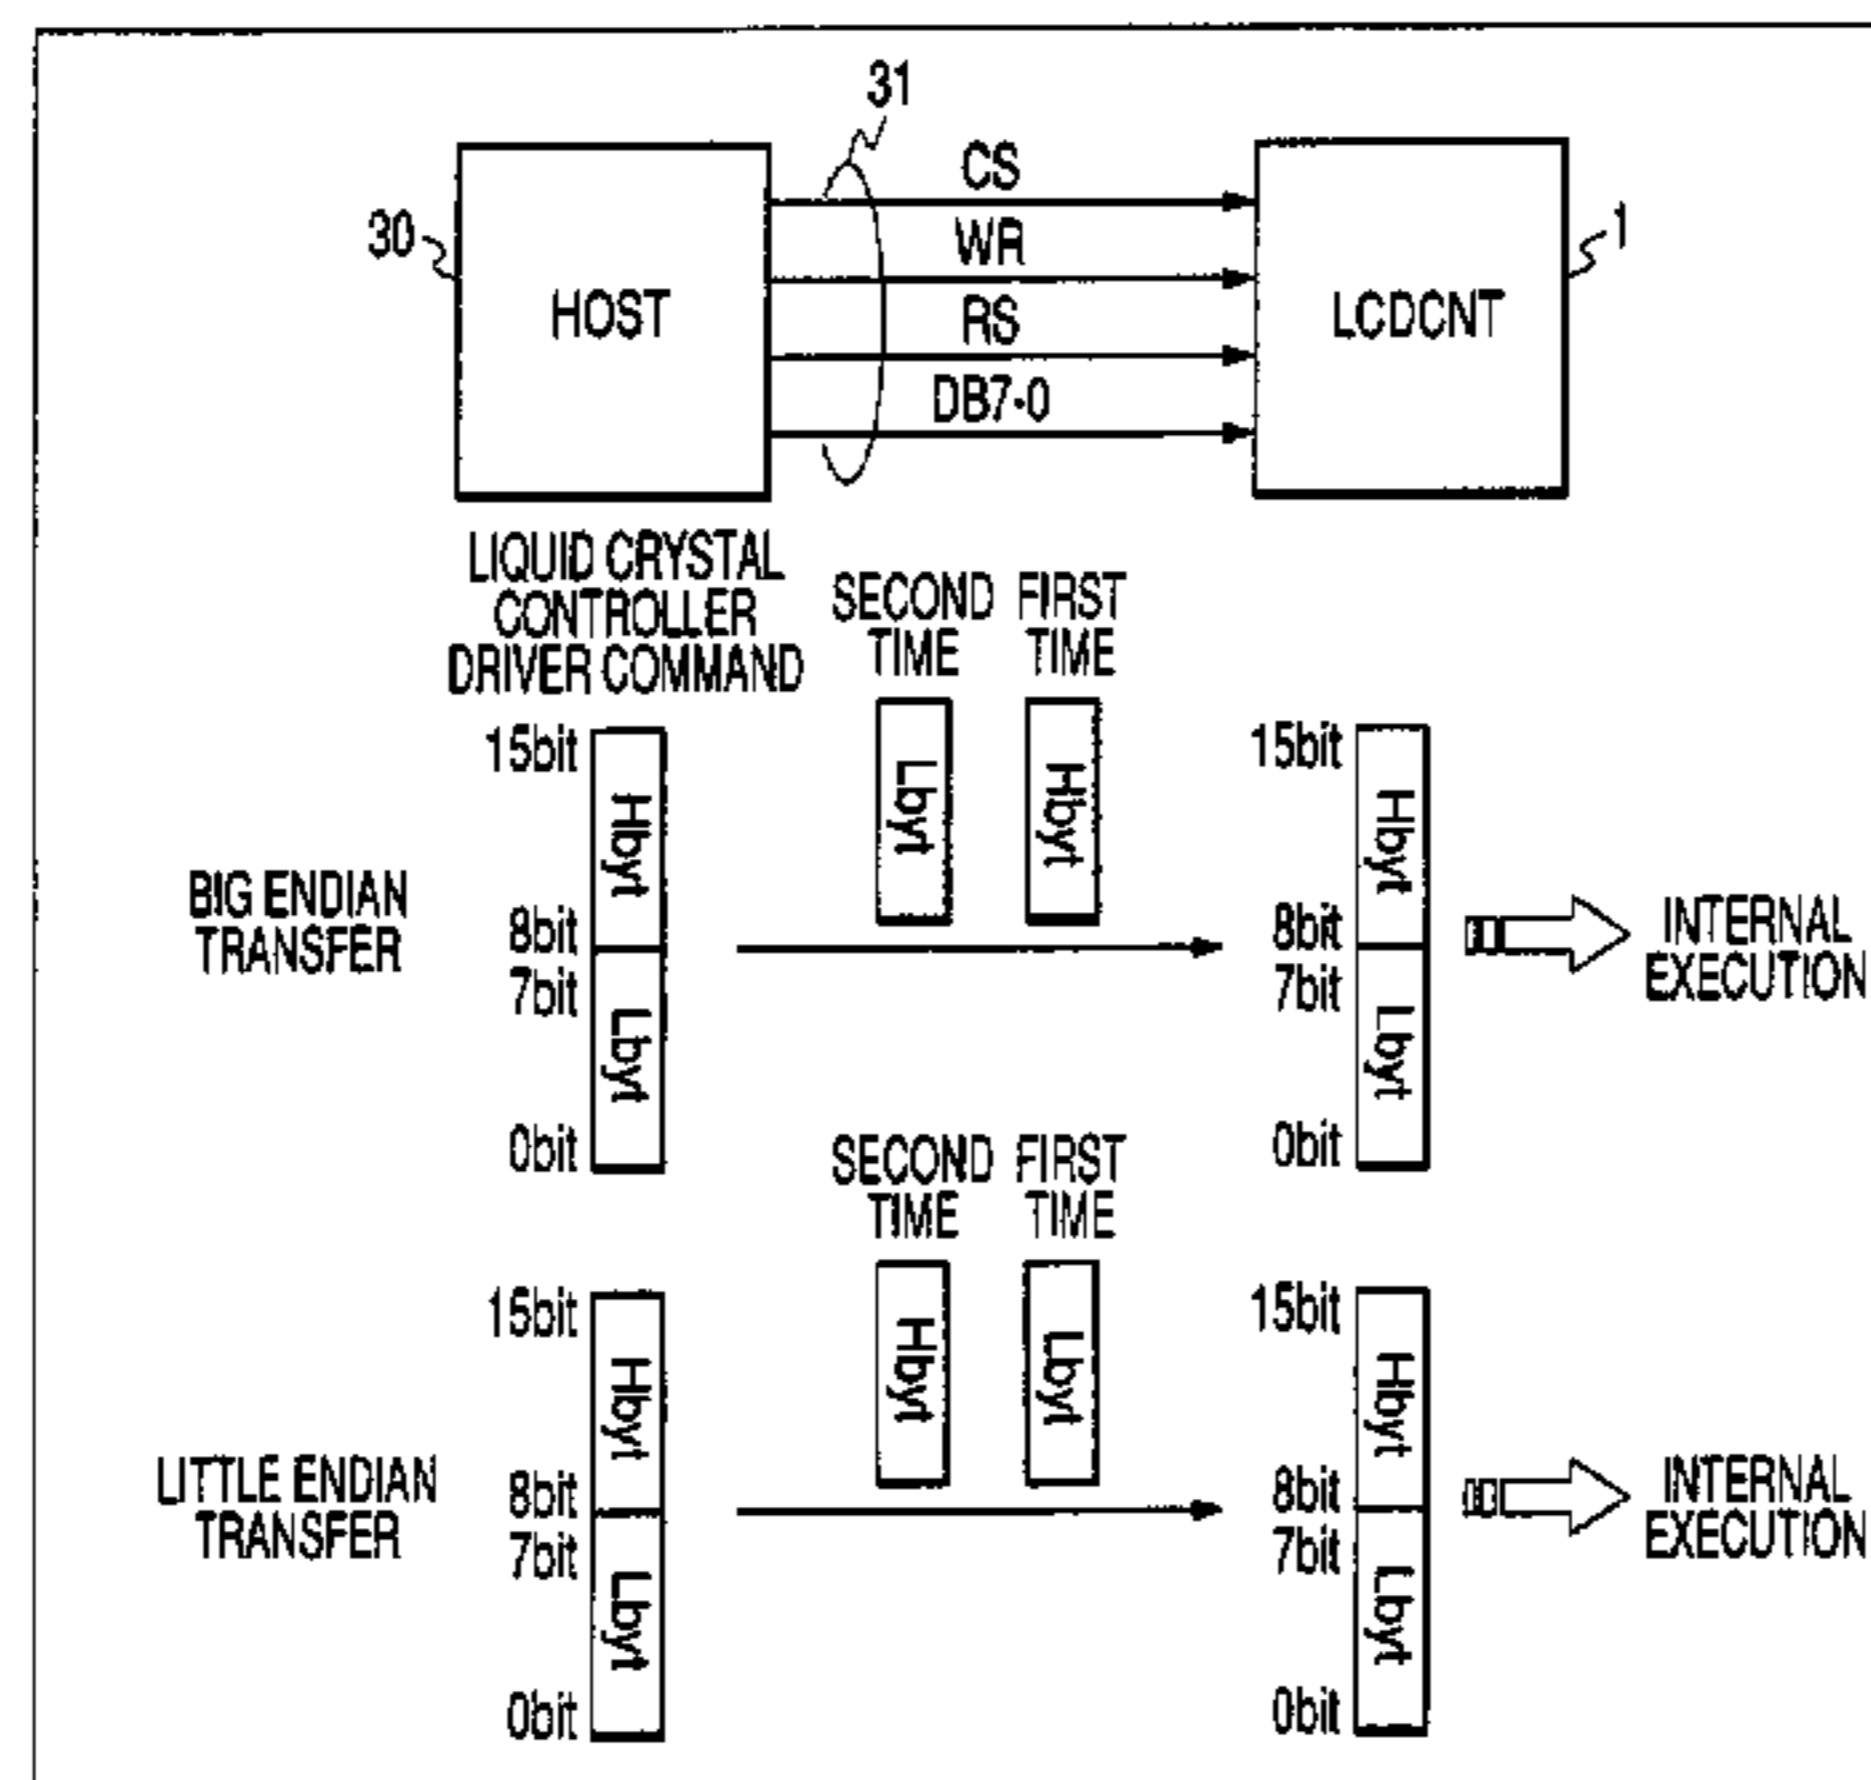 31
CS
30
WR
1
HOST
RS
LCDCNT
DB7-0
LIQUID CRYSTAL
CONTROLLER
DRIVER COMMAND
SECOND
TIME
FIRST
TIME
15bit
Hbyt
8bit
7bit
Lbyt
0bit
Lbyt
Hbyt
15bit
Hbyt
8bit
7bit
Lbyt
0bit
BIG ENDIAN
TRANSFER
INTERNAL
EXECUTION
SECOND
TIME
FIRST
TIME
15bit
Hbyt
8bit
7bit
Lbyt
0bit
Hbyt
Lbyt
15bit
Hbyt
8bit
7bit
Lbyt
0bit
LITTLE ENDIAN
TRANSFER
INTERNAL
EXECUTION